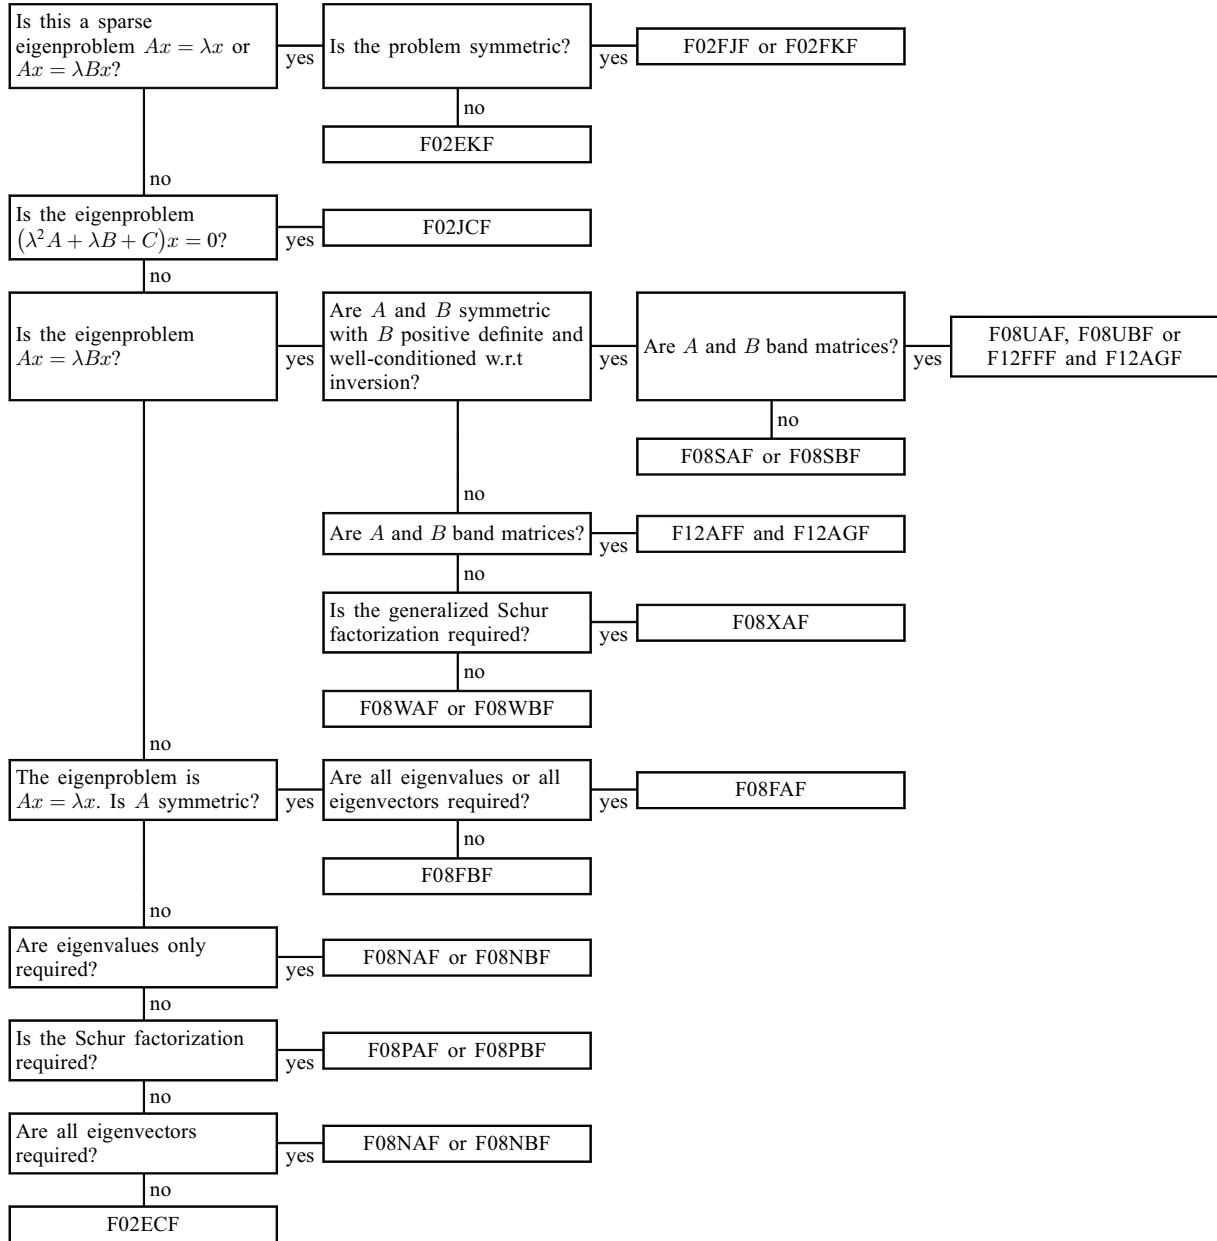 Is this a sparse
eigenproblem Ax = λx or
Ax = λBx?
yes
Is the problem symmetric?
yes
F02FJF or F02FKF
no
F02EKF
no
Is the eigenproblem
(λ²A + λB + C)x = 0?
yes
F02JCF
no
Is the eigenproblem
Ax = λBx?
yes
Are A and B symmetric
with B positive definite and
well-conditioned w.r.t
inversion?
yes
Are A and B band matrices?
yes
F08UAF, F08UBF or
F12FFF and F12AGF
no
F08SAF or F08SBF
no
Are A and B band matrices?
yes
F12AFF and F12AGF
no
Is the generalized Schur
factorization required?
yes
F08XAF
no
F08WAF or F08WBF
no
The eigenproblem is
Ax = λx. Is A symmetric?
yes
Are all eigenvalues or all
eigenvectors required?
yes
F08FAF
no
F08FBF
no
Are eigenvalues only
required?
yes
F08NAF or F08NBF
no
Is the Schur factorization
required?
yes
F08PAF or F08PBF
no
Are all eigenvectors
required?
yes
F08NAF or F08NBF
no
F02ECF